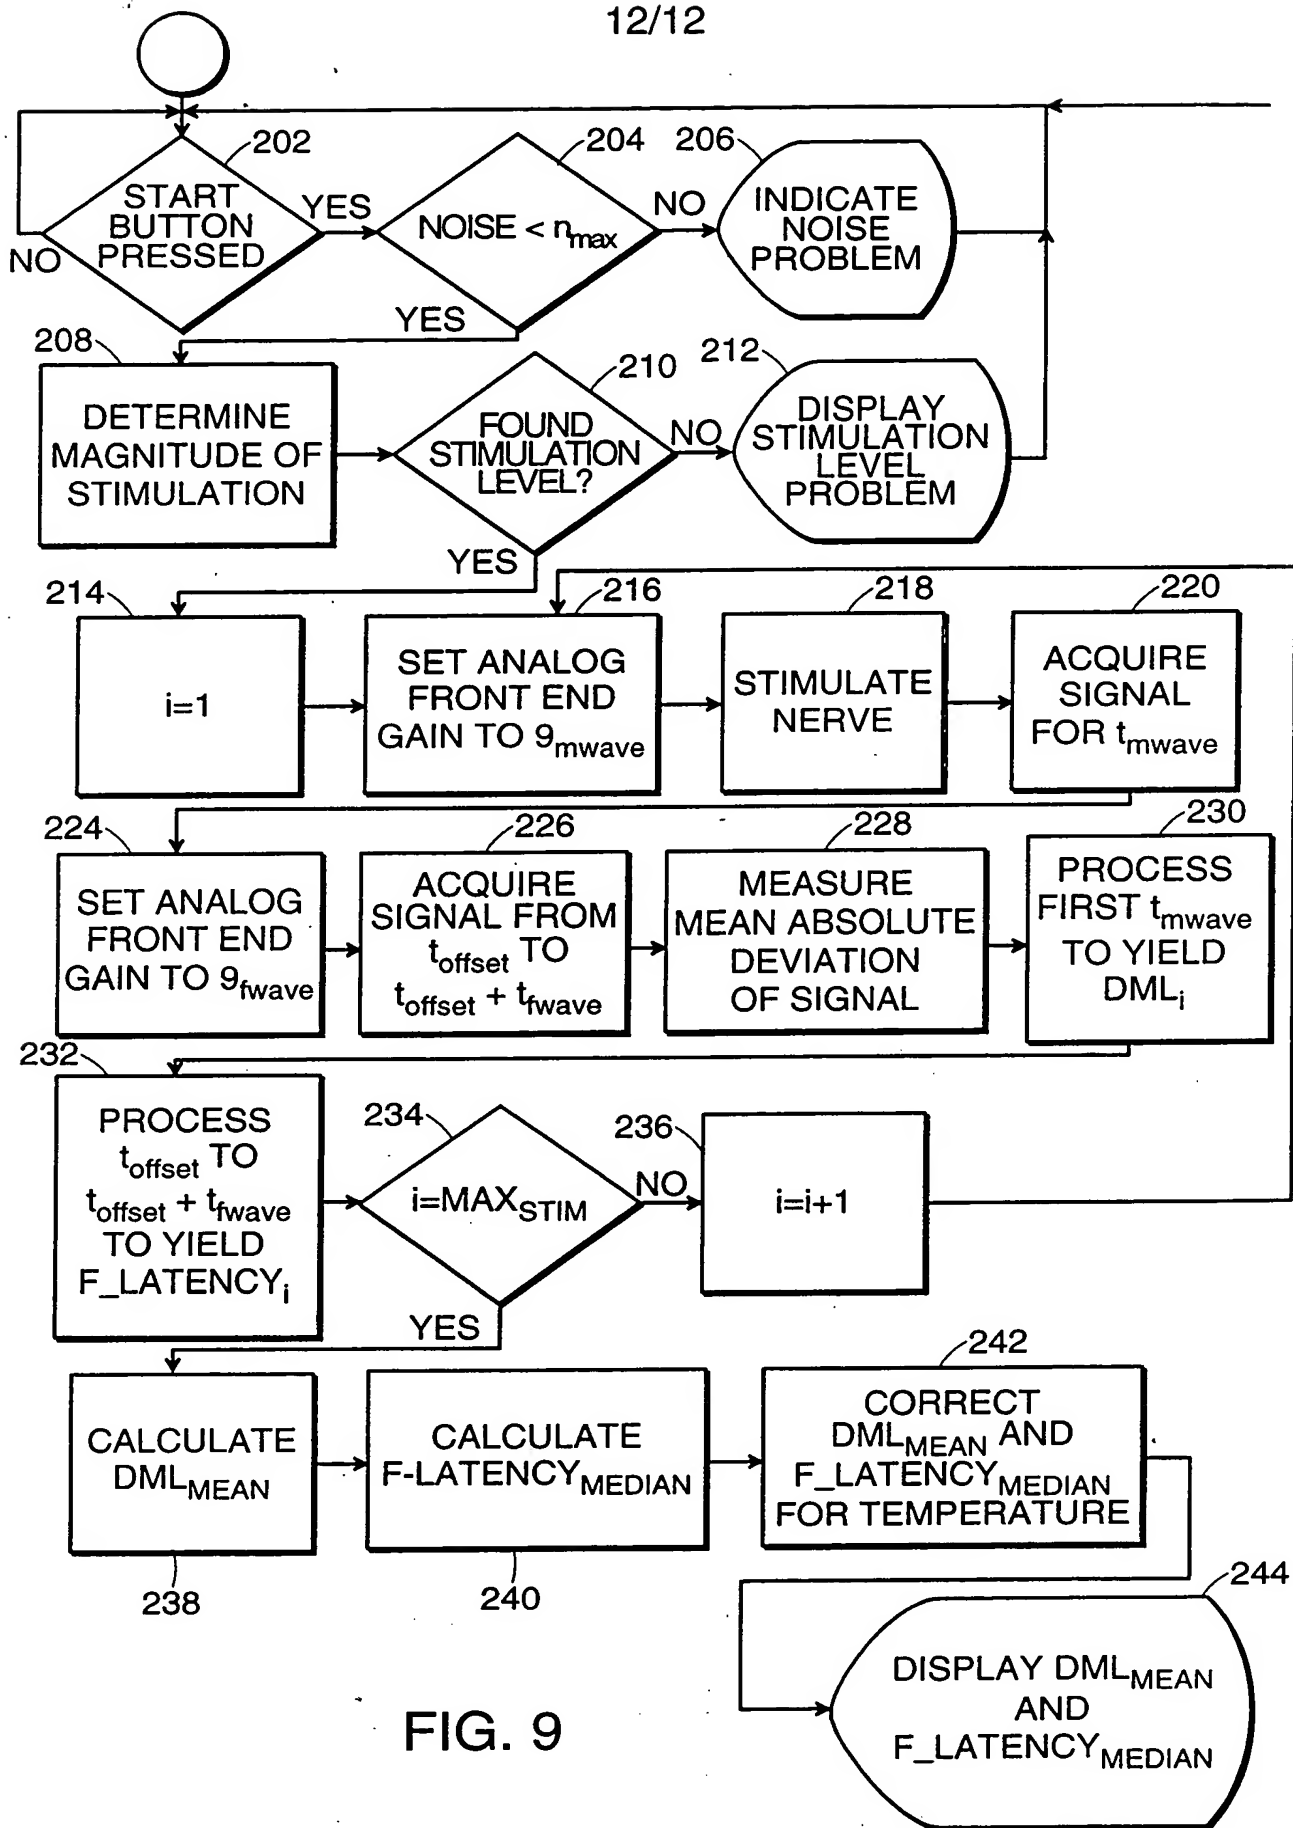 12/12
202
START
BUTTON
PRESSED
YES
NO
204
NOISE < nmax
NO
YES
206
INDICATE
NOISE
PROBLEM
208
DETERMINE
MAGNITUDE OF
STIMULATION
210
FOUND
STIMULATION
LEVEL?
NO
YES
212
DISPLAY
STIMULATION
LEVEL
PROBLEM
214
i=1
216
SET ANALOG
FRONT END
GAIN TO 9mwave
218
STIMULATE
NERVE
220
ACQUIRE
SIGNAL
FOR tmwave
224
SET ANALOG
FRONT END
GAIN TO 9fwave
226
ACQUIRE
SIGNAL FROM
toffset TO
toffset + tfwave
228
MEASURE
MEAN ABSOLUTE
DEVIATION
OF SIGNAL
230
PROCESS
FIRST tmwave
TO YIELD
DMLi
232
PROCESS
toffset TO
toffset + tfwave
TO YIELD
F_LATENCYi
234
i=MAXSTIM
NO
YES
236
i=i+1
CALCULATE
DMLMEAN
238
CALCULATE
F-LATENCYMEDIAN
240
242
CORRECT
DMLMEAN AND
F_LATENCYMEDIAN
FOR TEMPERATURE
244
DISPLAY DMLMEAN
AND
F_LATENCYMEDIAN
FIG. 9